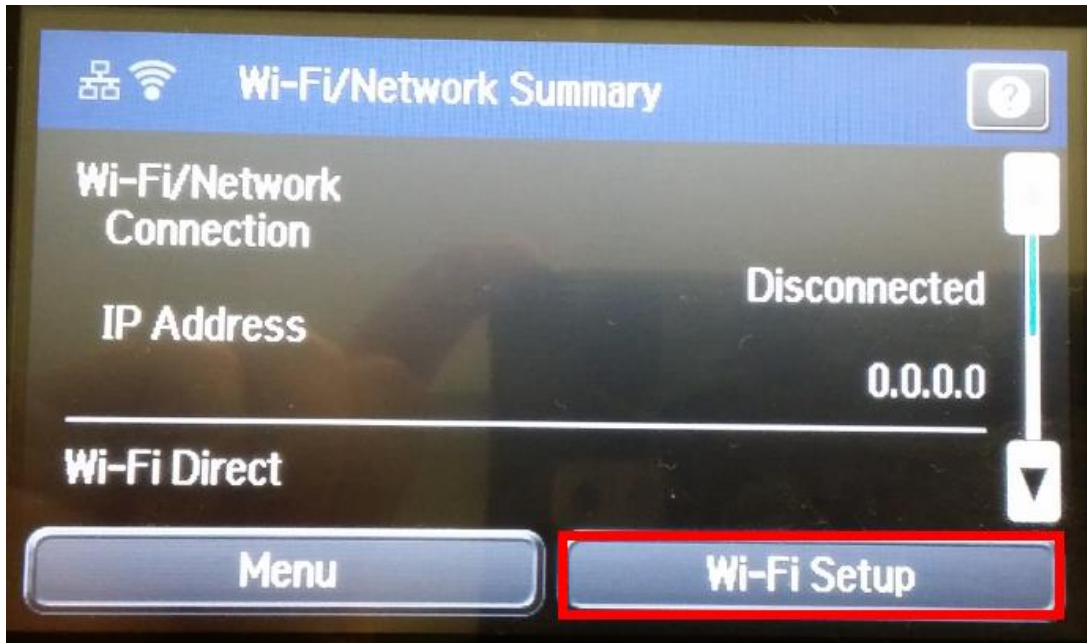 Wi-Fi/Network Summary
?
Wi-Fi/Network
Connection
Disconnected
IP Address
0.0.0.0
Wi-Fi Direct
Menu
Wi-Fi Setup